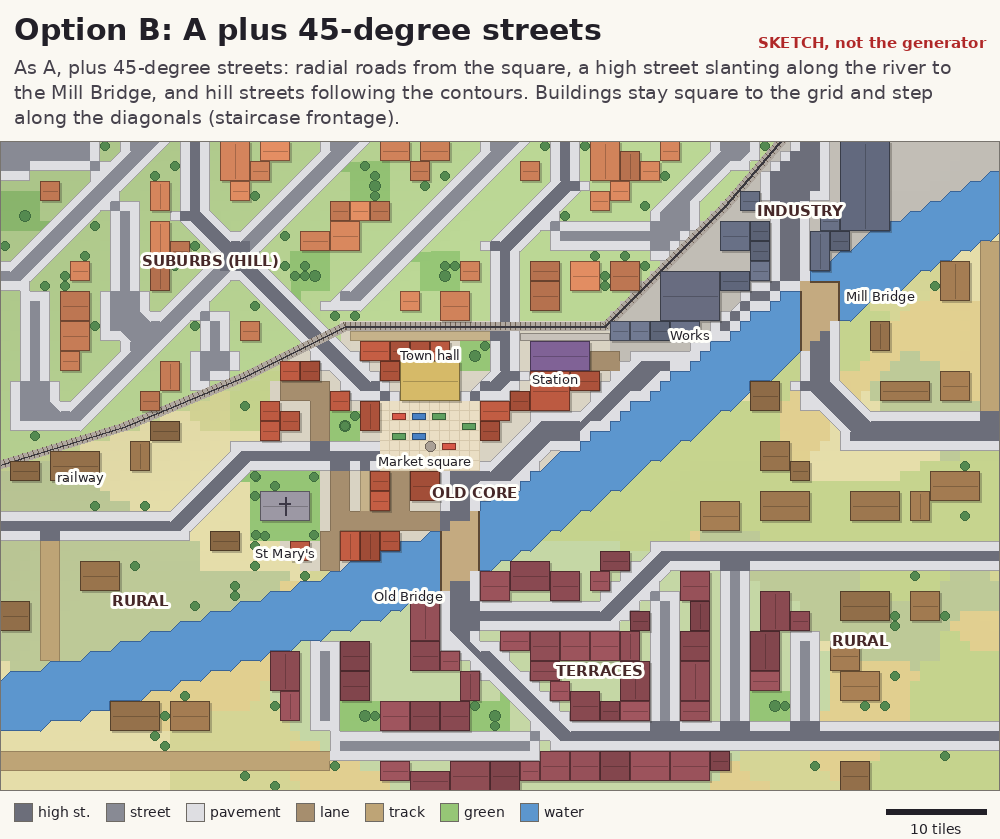 Option B: A plus 45-degree streets
SKETCH, not the generator
As A, plus 45-degree streets: radial roads from the square, a high street slanting along the river to
the Mill Bridge, and hill streets following the contours. Buildings stay square to the grid and step
along the diagonals (staircase frontage).
INDUSTRY
SUBURBS (HILL)
Mill Bridge
Works
Town hall
Station
Market square
railway
OLD CORE
St Mary's
Old Bridge
RURAL
RURAL
TERRACES
high st.
street
pavement
lane
track
green
water
10 tiles